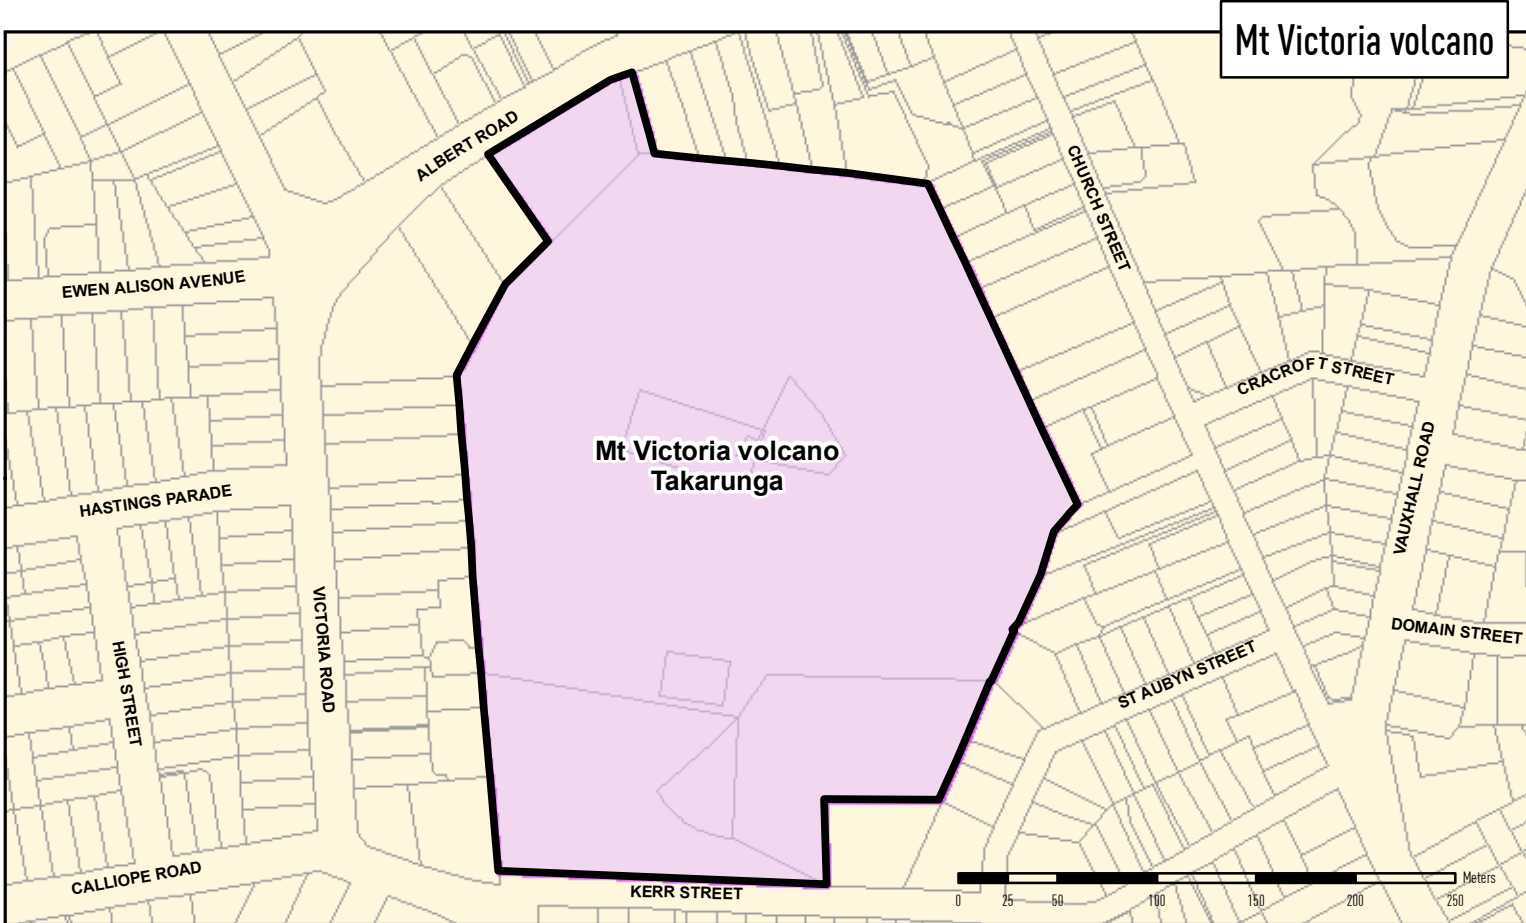 Mt Victoria volcano
ALBERT ROAD
CHURCH STREET
EWEN ALISON AVENUE
CRACROFT STREET
Mt Victoria volcano
Takarunga
VAUXHALL ROAD
HASTINGS PARADE
VICTORIA ROAD
HIGH STREET
DOMAIN STREET
ST AUBYN STREET
CALLIOPE ROAD
KERR STREET
Meters
0 25 50 100 150 200 250